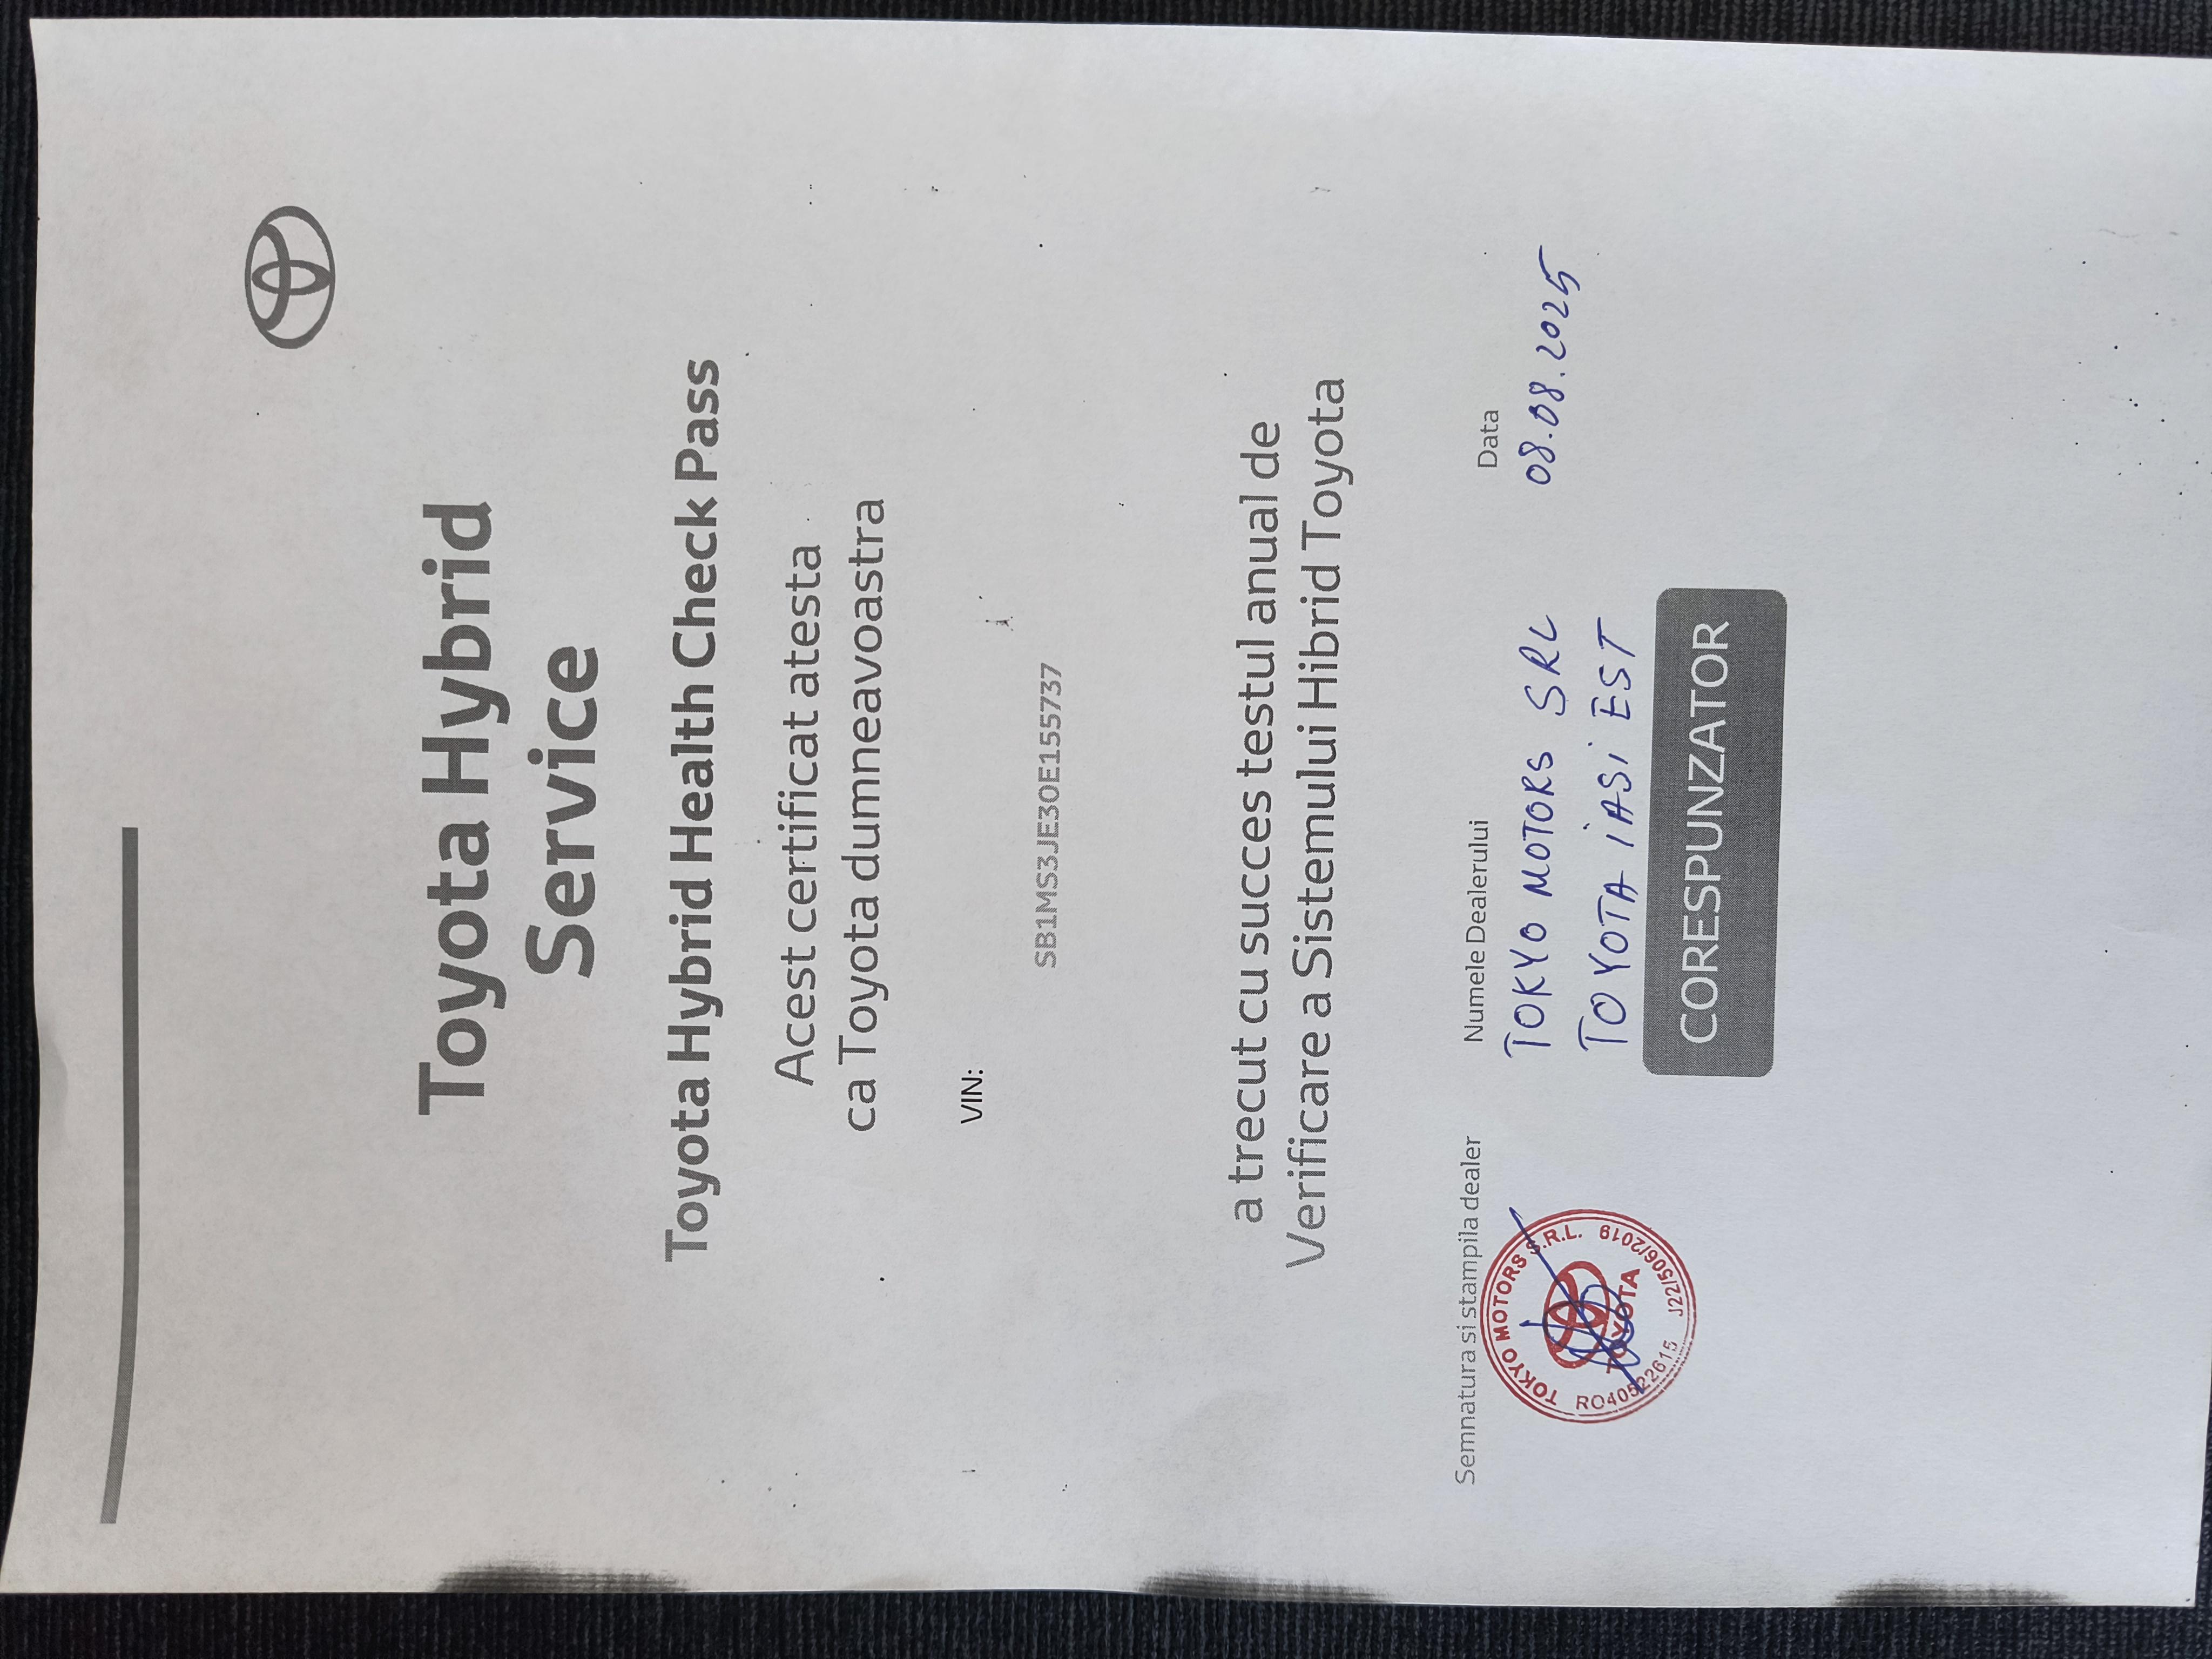 Toyota Hybrid
Service
Toyota Hybrid Health Check Pass
Acest certificat atesta
ca Toyota dumneavoastra
VIN:
SB1MS3JE30E155737
a trecut cu succes testul anual de
Verificare a Sistemului Hibrid Toyota
Semnatura si stampila dealer
Numele Dealerului
Data
TOKYO MOTORS SRL
08.08.2025
TOYOTA IASI EST
CORESPUNZATOR
TOKYO MOTORS S.R.L.
TOYOTA
RO40522615 J22/506/2019